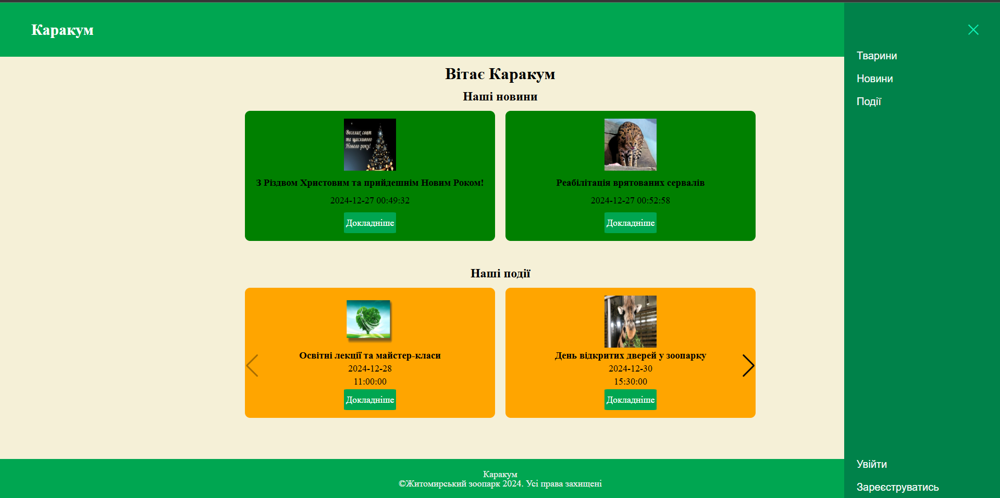 Каракум
Тварини
Новини
Події
Вітає Каракум
Наші новини
Веселих свят
та щасливого
Нового року!
З Різдвом Христовим та прийдешнім Новим Роком!
2024-12-27 00:49:32
Докладніше
Реабілітація врятованих сервалів
2024-12-27 00:52:58
Докладніше
Наші події
Освітні лекції та майстер-класи
2024-12-28
11:00:00
Докладніше
День відкритих дверей у зоопарку
2024-12-30
15:30:00
Докладніше
Увійти
Зареєструватись
Каракум
©Житомирський зоопарк 2024. Усі права захищені